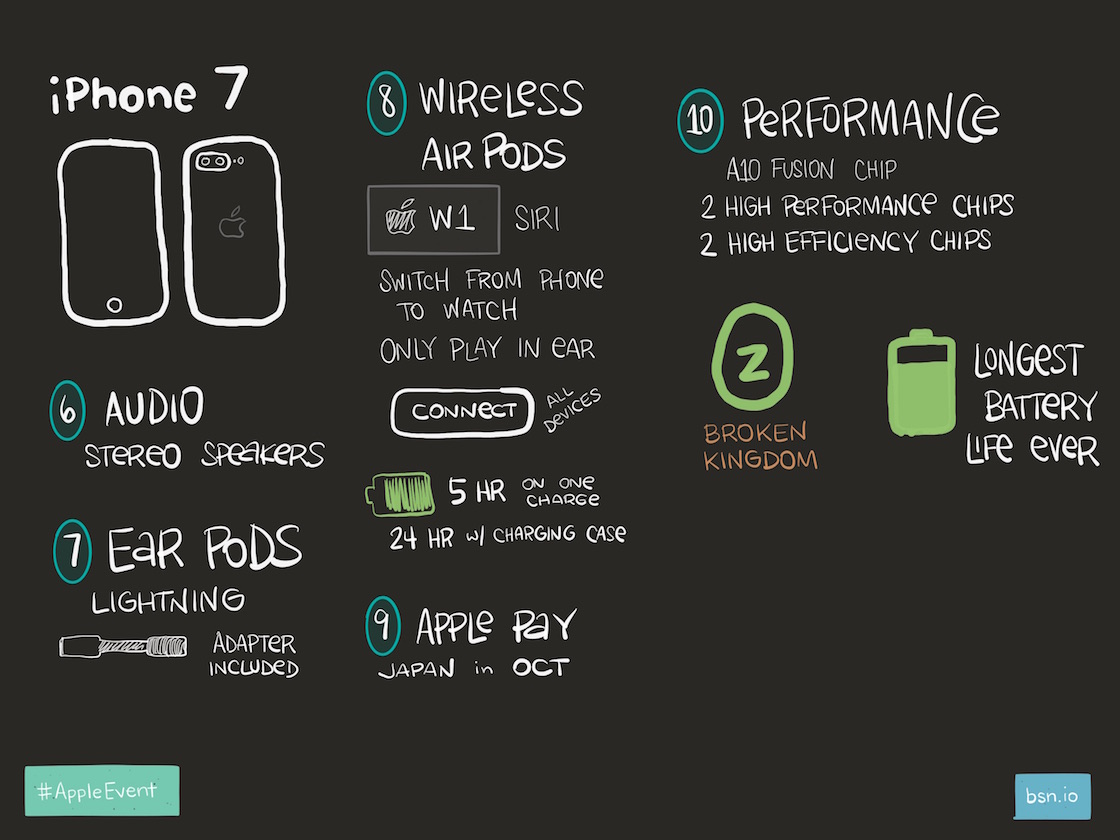 iPhone 7
6 AUDIO
STEREO SPEAKERS
7 EAR PODS
LIGHTNING
ADAPTER
INCLUDED
8 WIRELESS
AIR PODS
W1 SIRI
SWITCH FROM PHONE
TO WATCH
ONLY PLAY IN EAR
CONNECT
ALL
DEVICES
5 HR ON ONE
CHARGE
24 HR W/ CHARGING CASE
9 APPLE PAY
JAPAN in OCT
10 PERFORMANCE
A10 FUSION CHIP
2 HIGH PERFORMANCE CHIPS
2 HIGH EFFICIENCY CHIPS
Z
BROKEN
KINGDOM
LONGEST
BATTERY
LIFE EVER
#AppleEvent
bsn.io